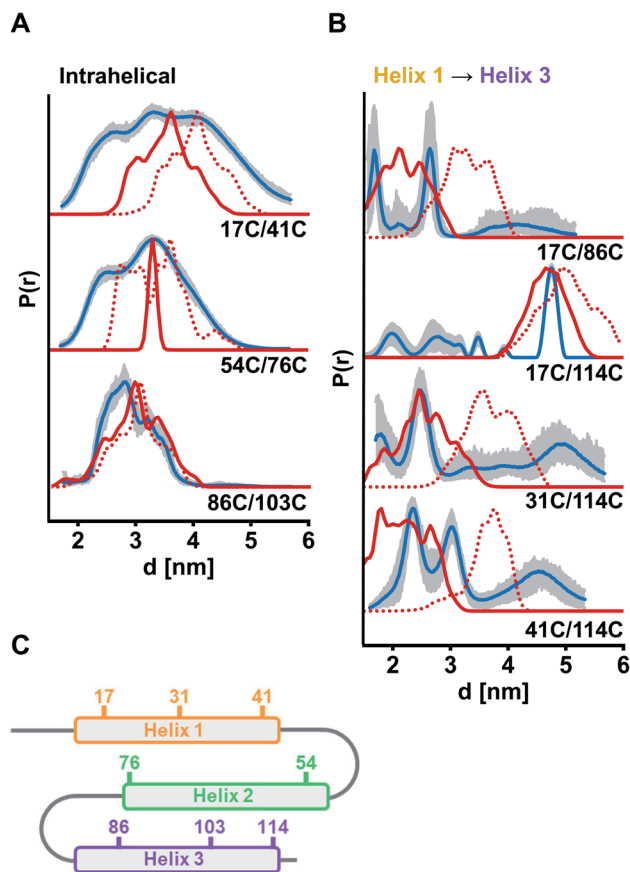 A
Intrahelical
P(r)
17C/41C
54C/76C
86C/103C
2 3 4 5 6
d [nm]
B
Helix 1 → Helix 3
P(r)
17C/86C
17C/114C
31C/114C
41C/114C
2 3 4 5 6
d [nm]
C
17 31 41
Helix 1
76 54
Helix 2
86 103 114
Helix 3